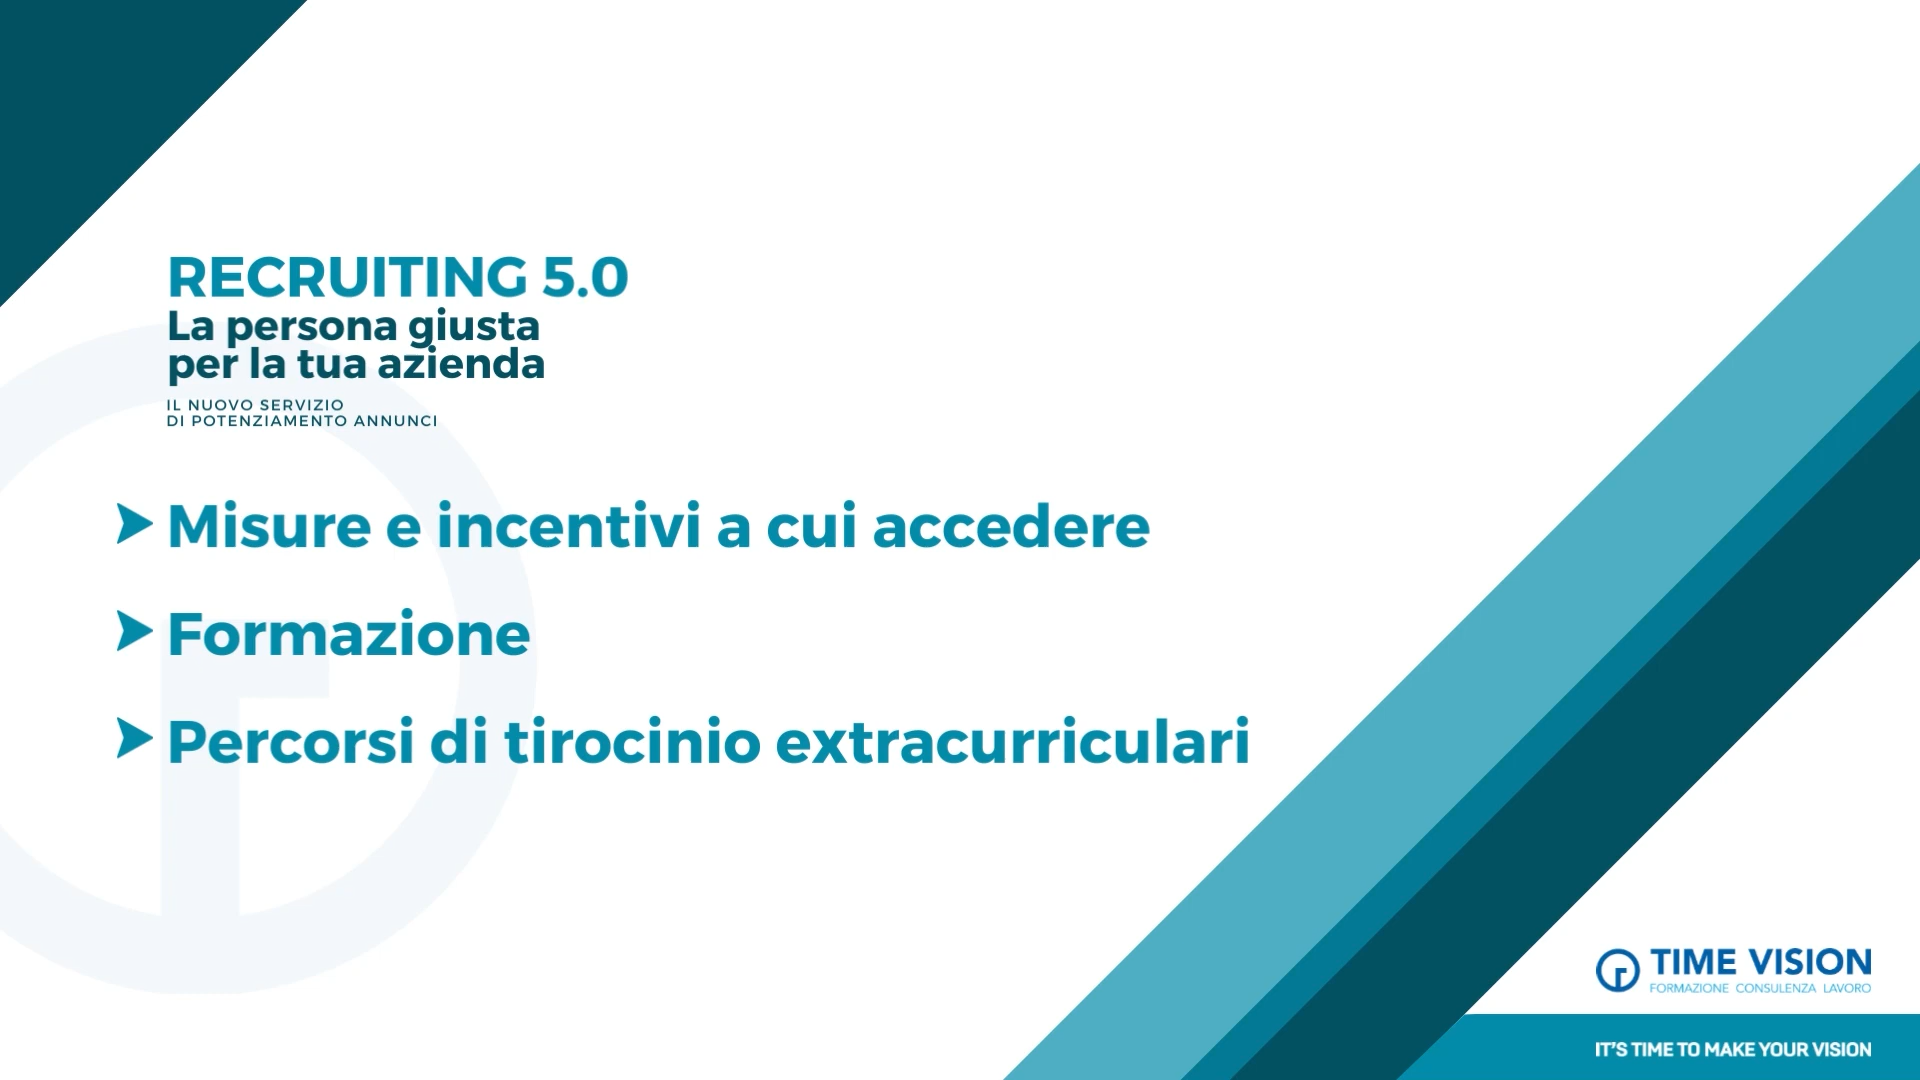 RECRUITING 5.0
La persona giusta
per la tua azienda
IL NUOVO SERVIZIO
DI POTENZIAMENTO ANNUNCI
Misure e incentivi a cui accedere
Formazione
Percorsi di tirocinio extracurriculari
TIME VISION
FORMAZIONE CONSULENZA LAVORO
IT'S TIME TO MAKE YOUR VISION